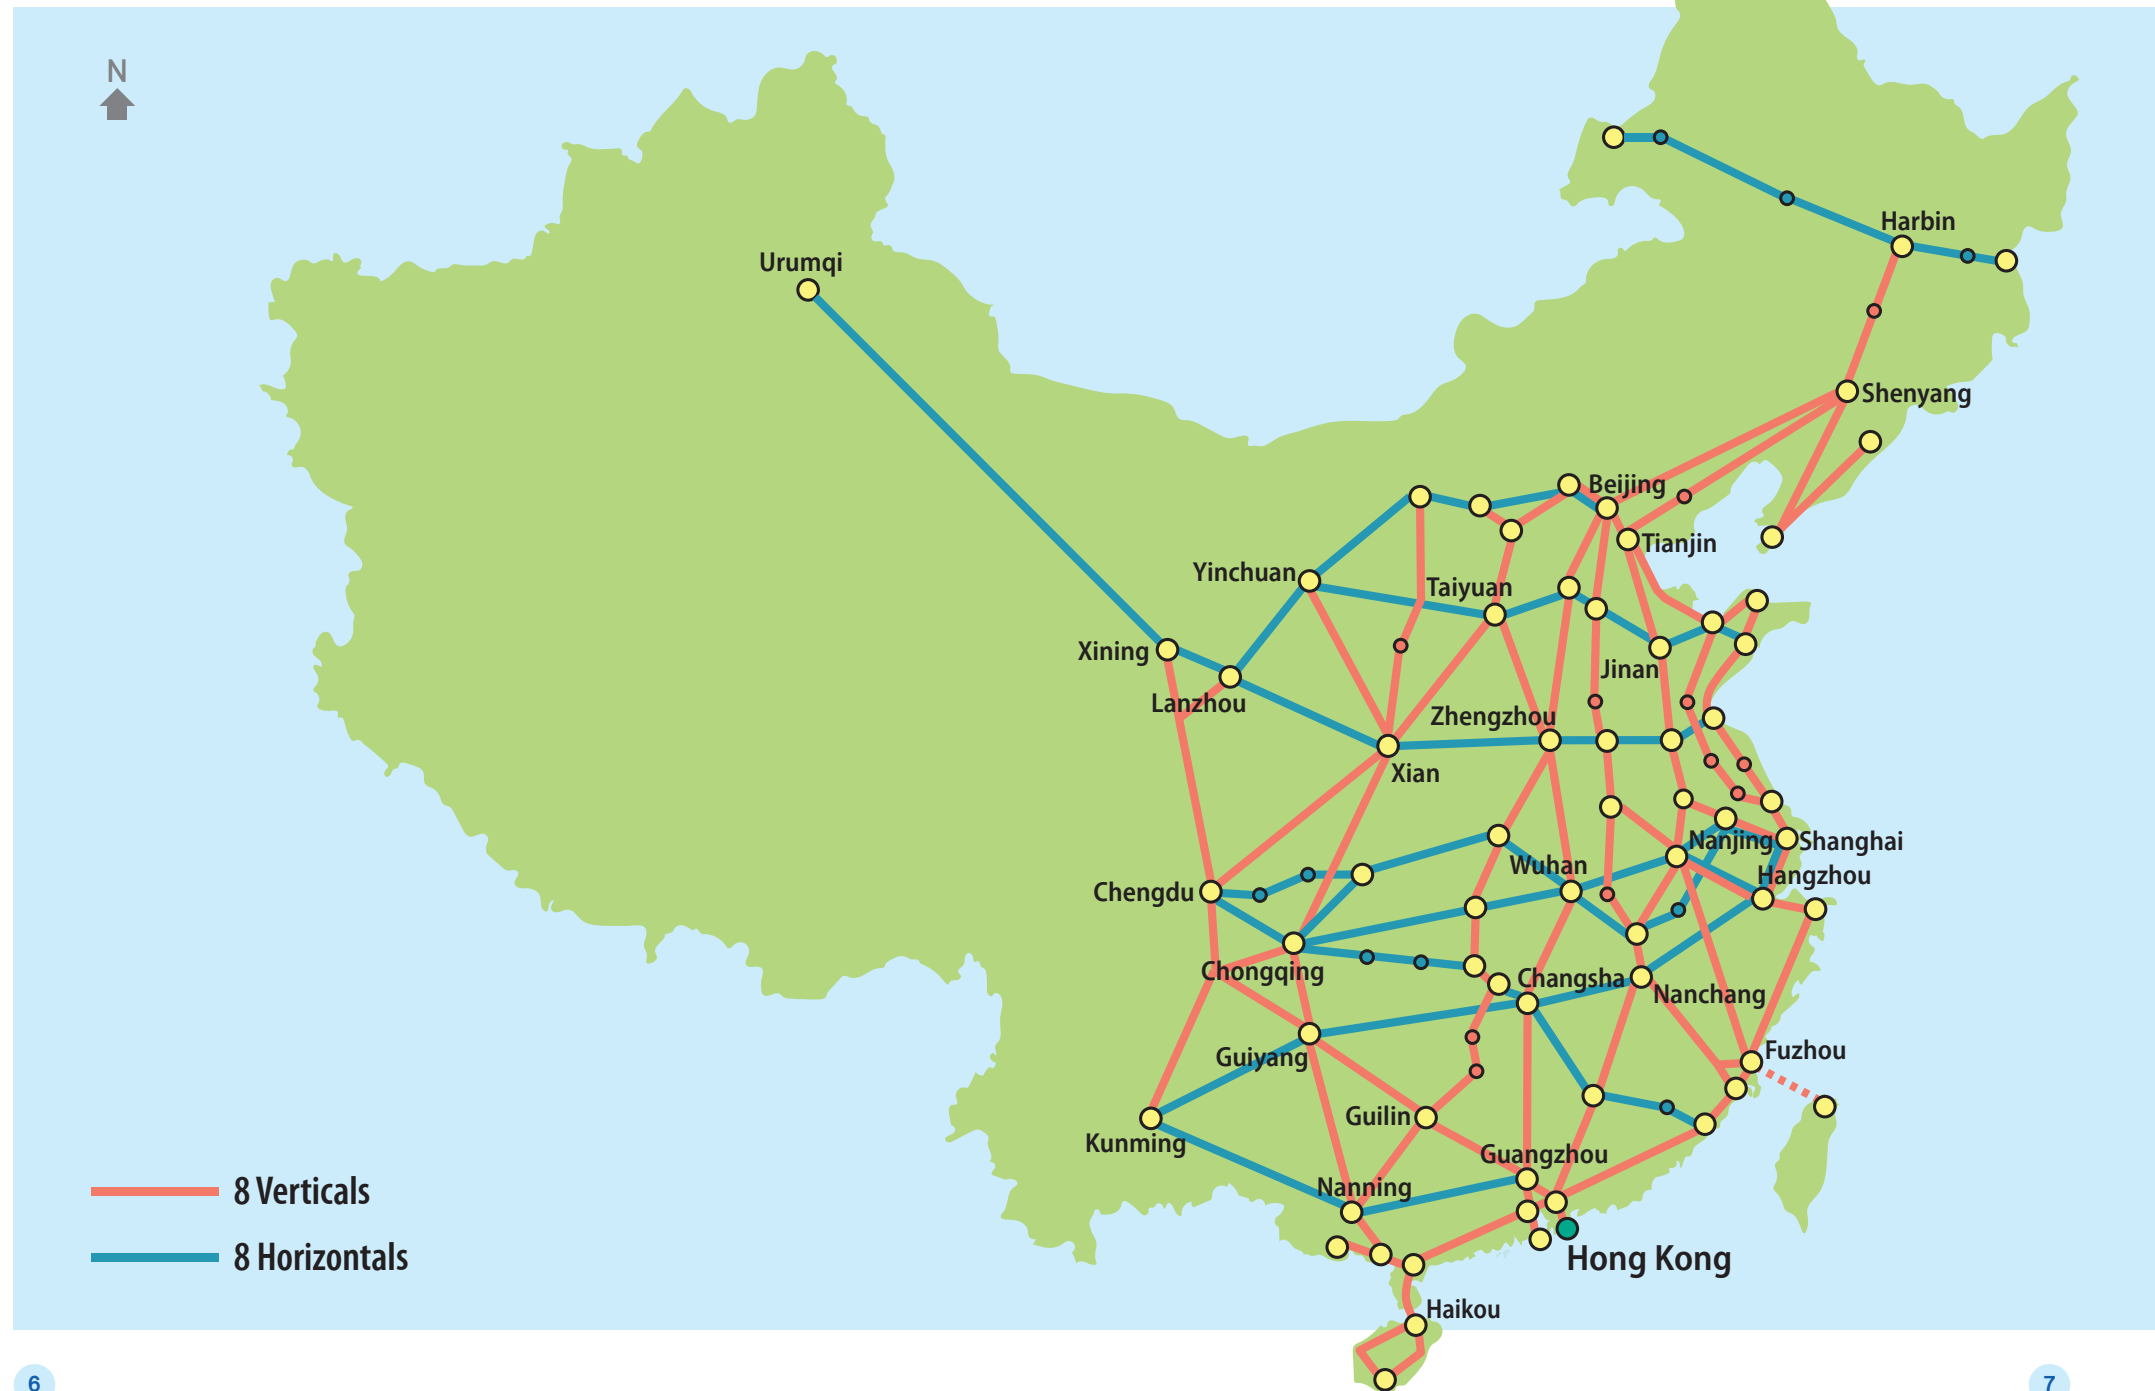 N
Harbin
Urumqi
Shenyang
Beijing
Tianjin
Yinchuan
Taiyuan
Xining
Jinan
Lanzhou
Zhengzhou
Xian
Nanjing
Shanghai
Wuhan
Hangzhou
Chengdu
Chongqing
Changsha
Nanchang
Fuzhou
Guiyang
Guilin
Kunming
Guangzhou
Nanning
8 Verticals
8 Horizontals
Hong Kong
Haikou
6
7